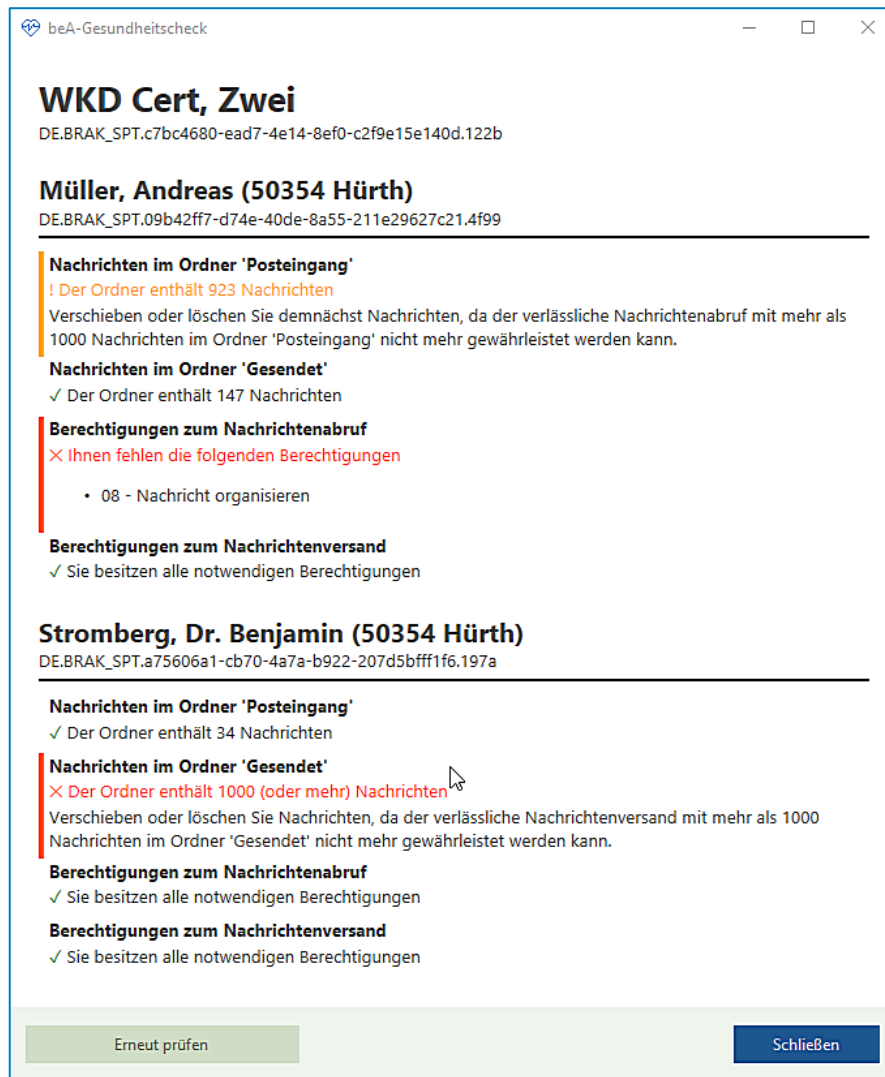 beA-Gesundheitscheck
WKD Cert, Zwei
DE.BRAK_SPT.c7bc4680-ead7-4e14-8ef0-c2f9e15e140d.122b
Müller, Andreas (50354 Hürth)
DE.BRAK_SPT.09b42ff7-d74e-40de-8a55-211e29627c21.4f99
Nachrichten im Ordner 'Posteingang'
! Der Ordner enthält 923 Nachrichten
Verschieben oder löschen Sie demnächst Nachrichten, da der verlässliche Nachrichtenabruf mit mehr als
1000 Nachrichten im Ordner 'Posteingang' nicht mehr gewährleistet werden kann.
Nachrichten im Ordner 'Gesendet'
✓ Der Ordner enthält 147 Nachrichten
Berechtigungen zum Nachrichtenabruf
✕ Ihnen fehlen die folgenden Berechtigungen
• 08 - Nachricht organisieren
Berechtigungen zum Nachrichtenversand
✓ Sie besitzen alle notwendigen Berechtigungen
Stromberg, Dr. Benjamin (50354 Hürth)
DE.BRAK_SPT.a75606a1-cb70-4a7a-b922-207d5bfff1f6.197a
Nachrichten im Ordner 'Posteingang'
✓ Der Ordner enthält 34 Nachrichten
Nachrichten im Ordner 'Gesendet'
✕ Der Ordner enthält 1000 (oder mehr) Nachrichten
Verschieben oder löschen Sie Nachrichten, da der verlässliche Nachrichtenversand mit mehr als 1000
Nachrichten im Ordner 'Gesendet' nicht mehr gewährleistet werden kann.
Berechtigungen zum Nachrichtenabruf
✓ Sie besitzen alle notwendigen Berechtigungen
Berechtigungen zum Nachrichtenversand
✓ Sie besitzen alle notwendigen Berechtigungen
Erneut prüfen
Schließen